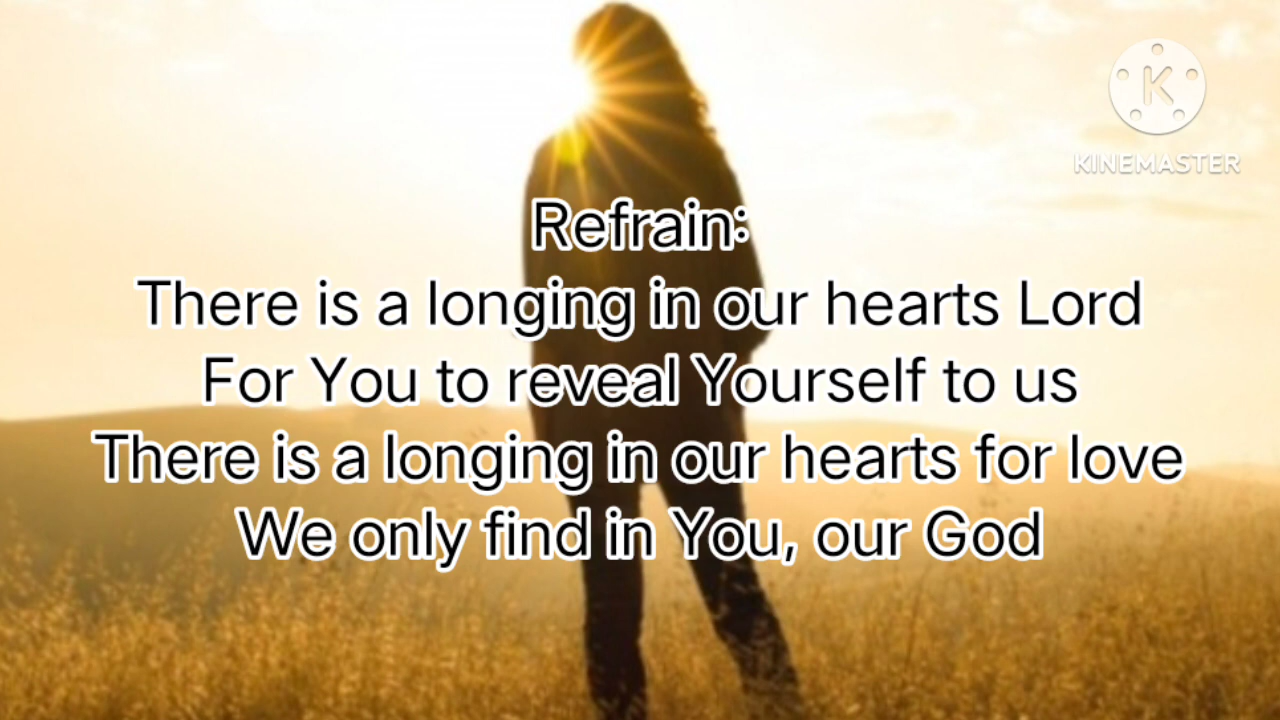 K
KINEMASTER
Refrain:
There is a longing in our hearts Lord
For You to reveal Yourself to us
There is a longing in our hearts for love
We only find in You, our God